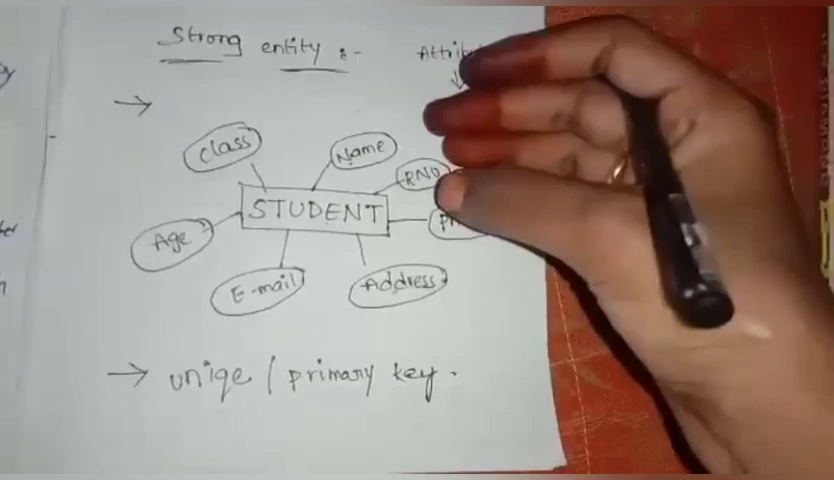 Strong entity :-
→
Class
Name
RNO
STUDENT
Age
E-mail
Address
→ uniqe / primary key.